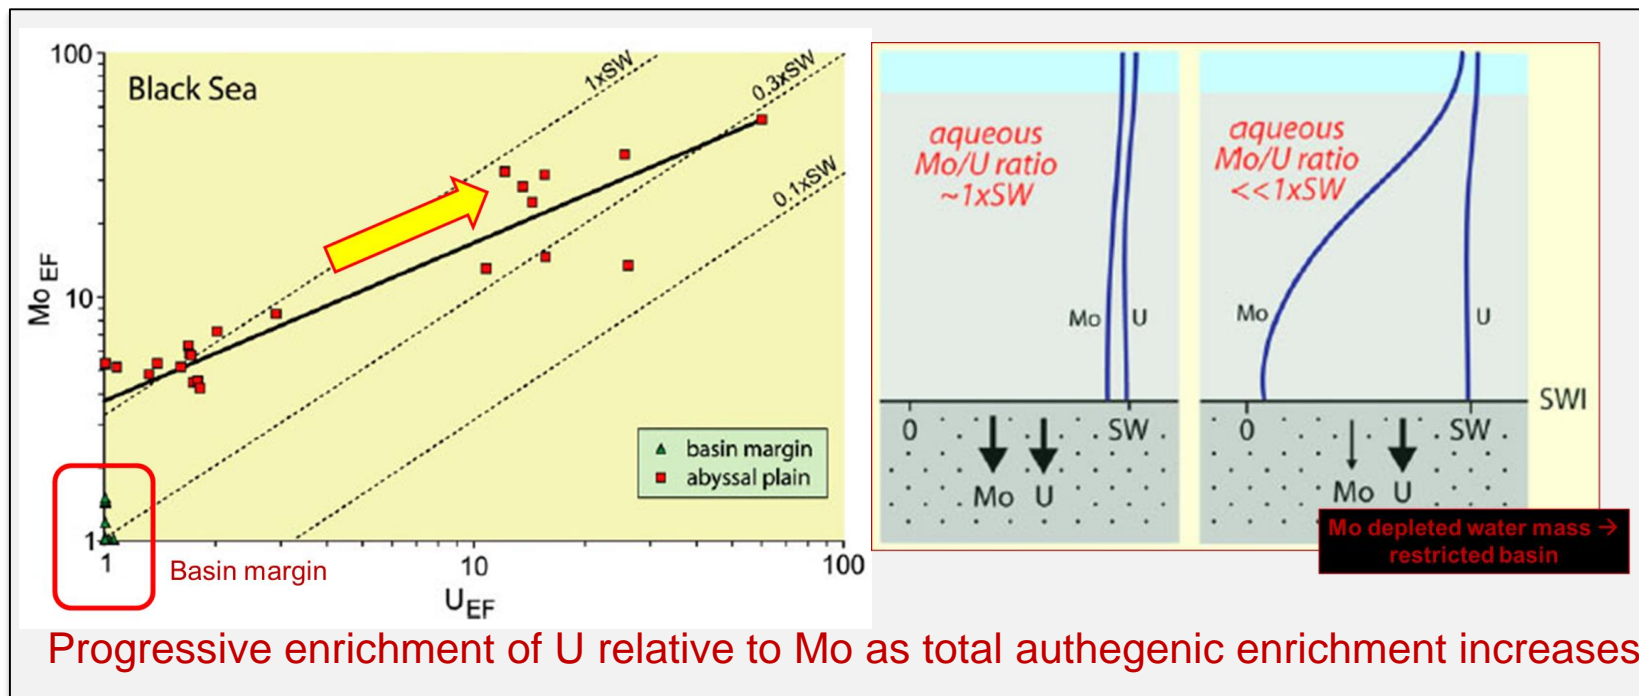 Black Sea
100
10
1
Mo EF
1xSW
0.3xSW
0.1xSW
basin margin
abyssal plain
1
10
100
Basin margin
U EF
aqueous
Mo/U ratio
~1xSW
Mo
U
0
SW
Mo U
aqueous
Mo/U ratio
<<1xSW
Mo
U
0
SW
Mo U
SWI
Mo depleted water mass →
restricted basin
Progressive enrichment of U relative to Mo as total authegenic enrichment increases